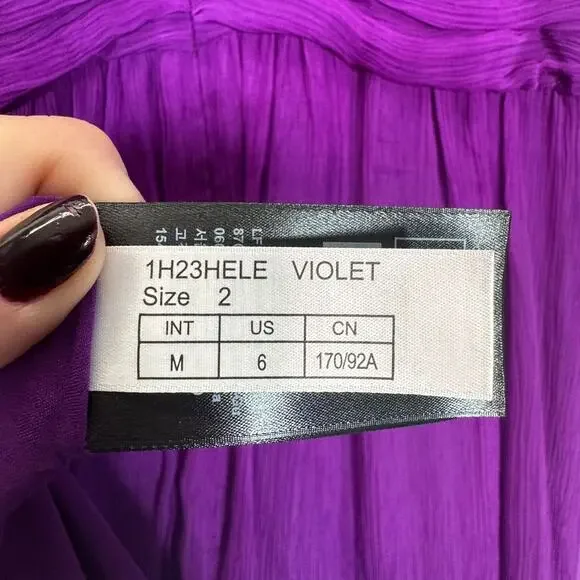 1H23HELE VIOLET
Size 2
INT US CN
M 6 170/92A